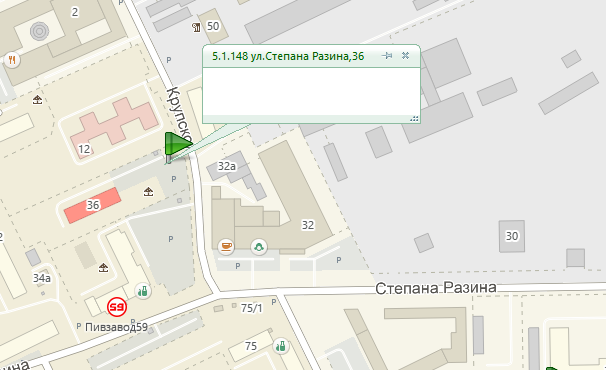 2
50
5.1.148 ул.Степана Разина,36
Крупско
12
P
32а
P
36
32
P
P
30
34а
Степана Разина
P
59
75/1
Пивзавод59
75